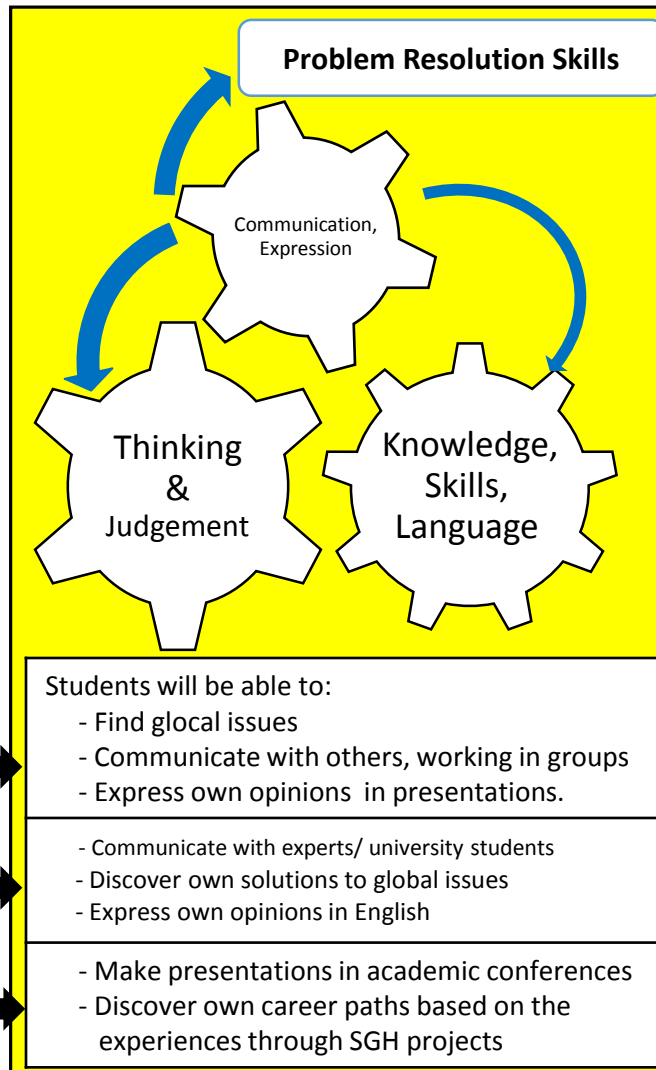 Problem Resolution Skills
Communication,
Expression
Thinking
&
Judgement
Knowledge,
Skills,
Language
Students will be able to:
- Find glocal issues
- Communicate with others, working in groups
- Express own opinions in presentations.
- Communicate with experts/ university students
- Discover own solutions to global issues
- Express own opinions in English
- Make presentations in academic conferences
- Discover own career paths based on the
experiences through SGH projects